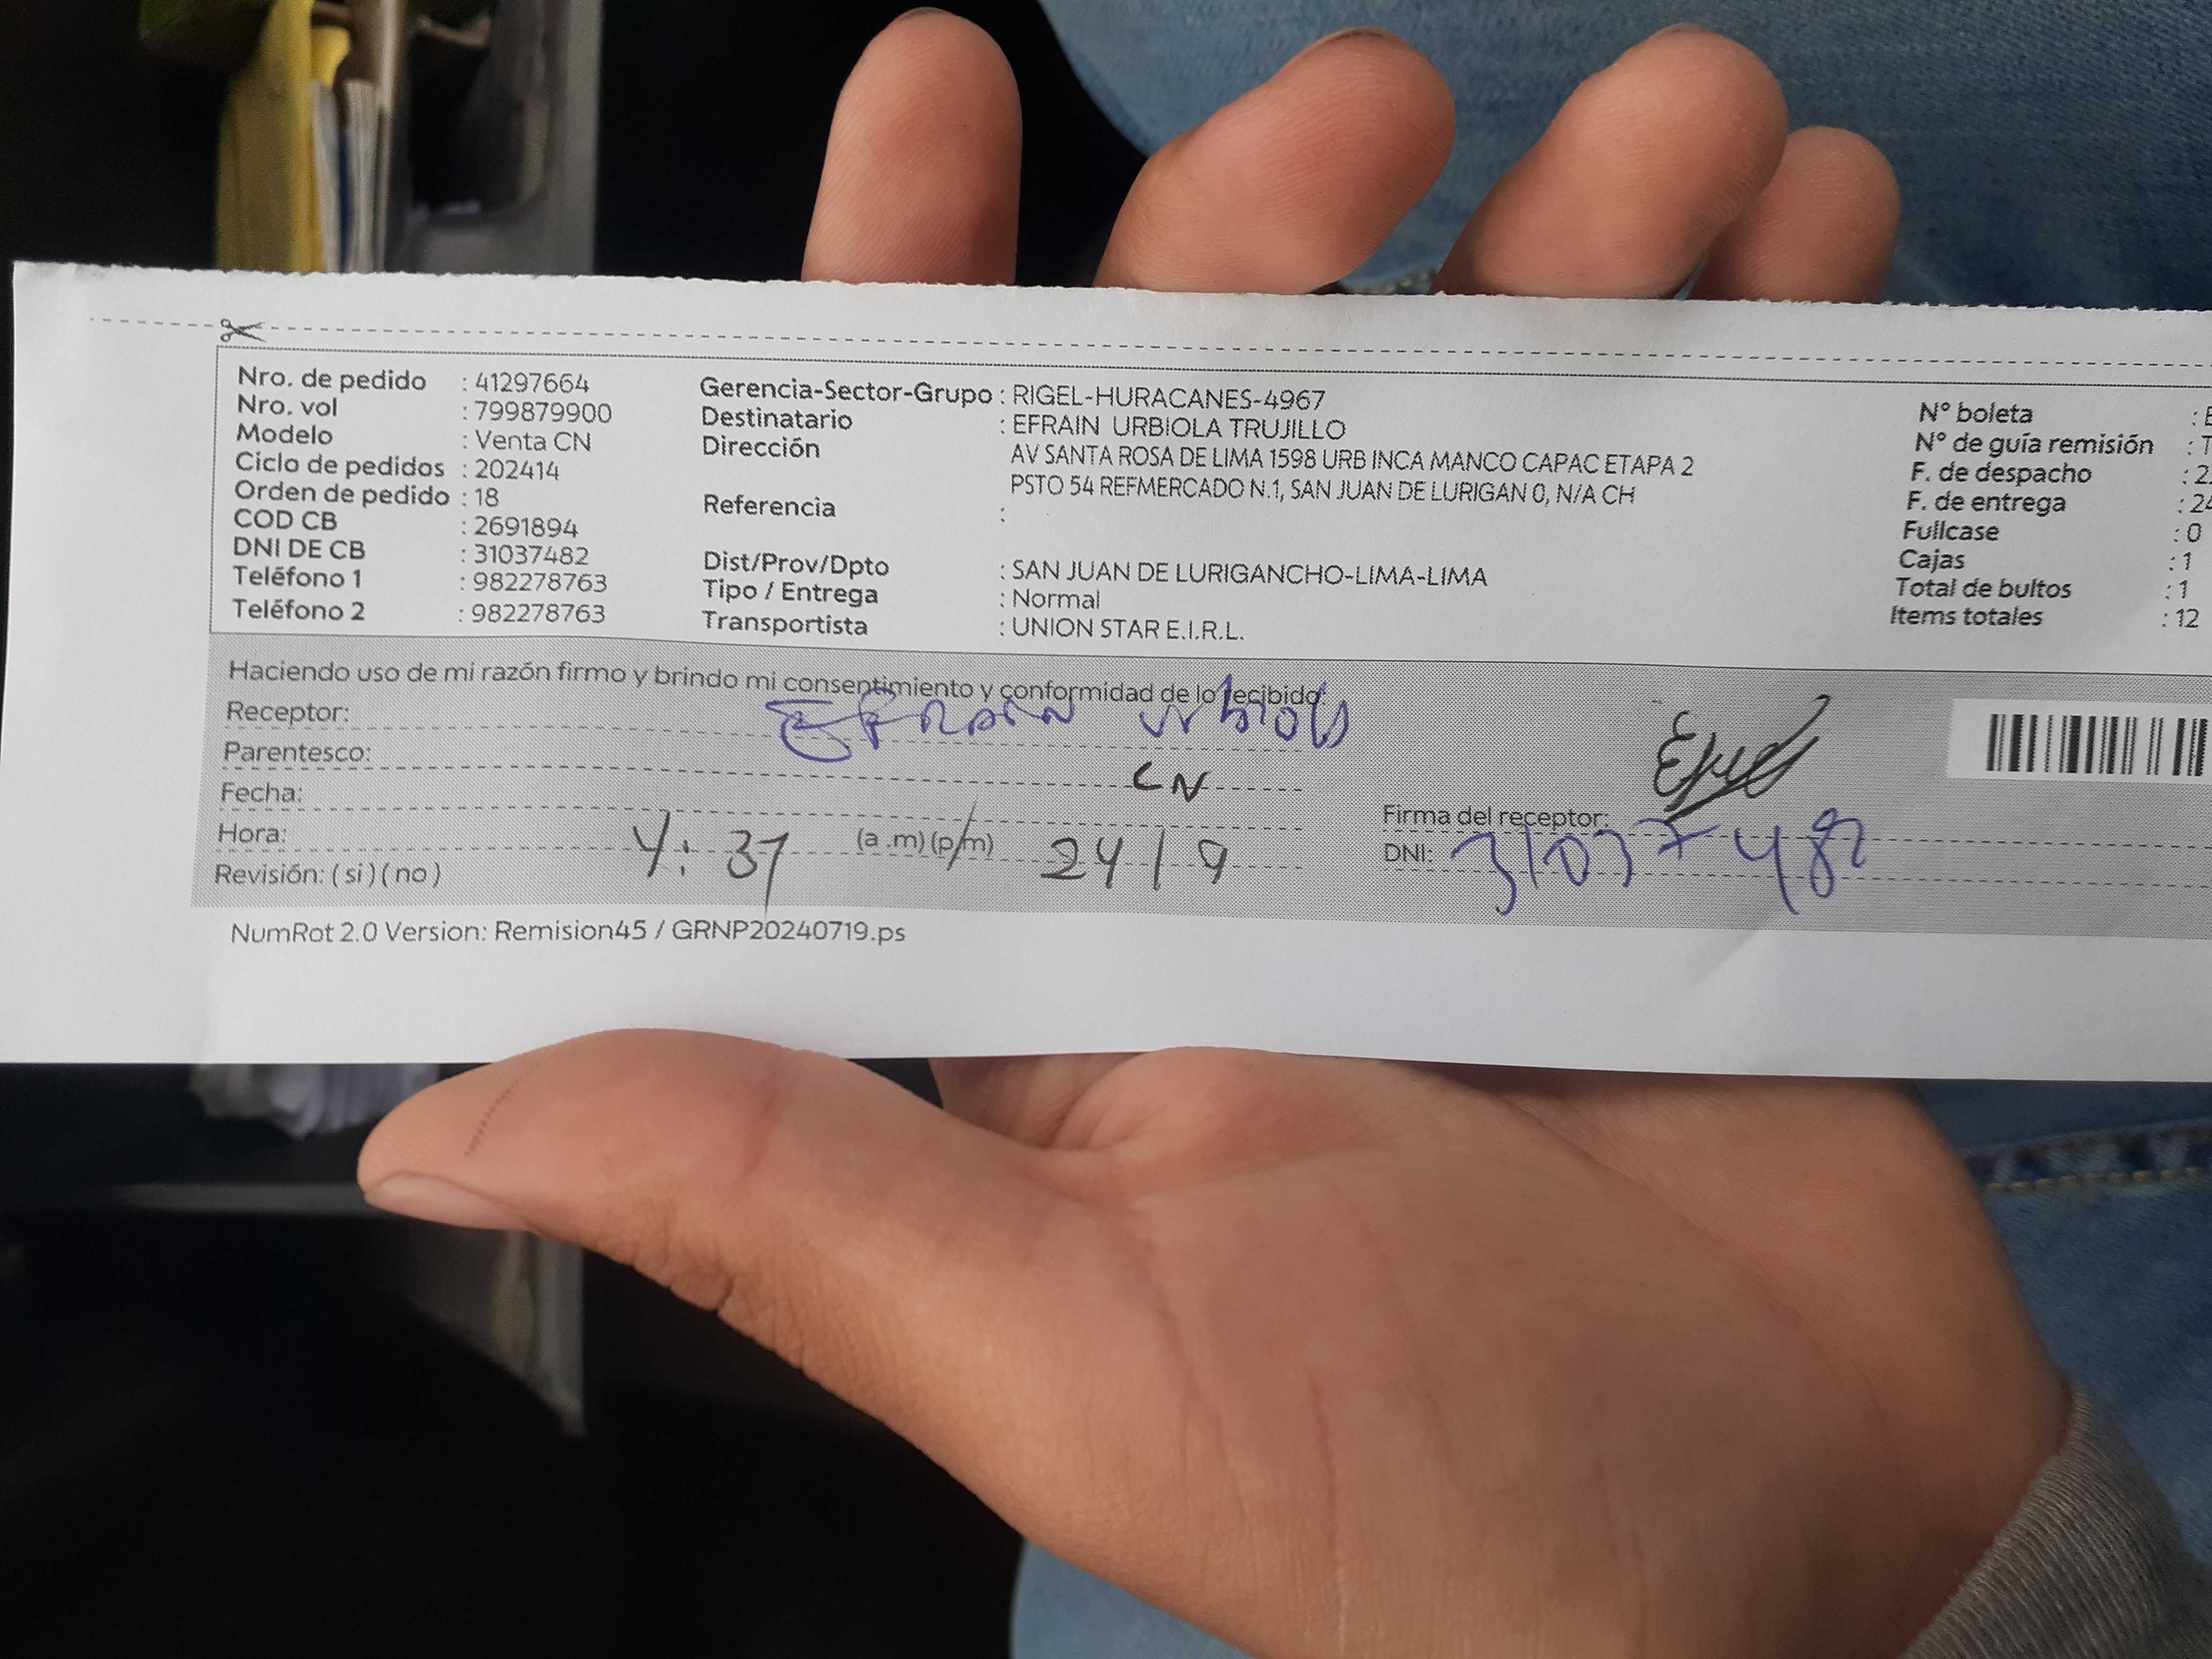 Nro. de pedido : 41297664
Nro. vol : 799879900
Modelo : Venta CN
Ciclo de pedidos : 202414
Orden de pedido : 18
COD CB : 2691894
DNI DE CB : 31037482
Teléfono 1 : 982278763
Teléfono 2 : 982278763
Gerencia-Sector-Grupo : RIGEL-HURACANES-4967
Destinatario : EFRAIN URBIOLA TRUJILLO
Dirección : AV SANTA ROSA DE LIMA 1598 URB INCA MANCO CAPAC ETAPA 2
PSTO 54 REFMERCADO N.1, SAN JUAN DE LURIGAN 0, N/A CH
Referencia :
Dist/Prov/Dpto : SAN JUAN DE LURIGANCHO-LIMA-LIMA
Tipo / Entrega : Normal
Transportista : UNION STAR E.I.R.L.
N° boleta :
N° de guía remisión : T
F. de despacho : 2
F. de entrega : 24
Fullcase : 0
Cajas : 1
Total de bultos : 1
Items totales : 12
Haciendo uso de mi razón firmo y brindo mi consentimiento y conformidad de lo recibido:
Receptor: EFRAIN Urbiola
Parentesco: CN
Fecha:
Hora: 4:37 (a.m)(p/m) 24/9
Revisión: (si)(no)
Firma del receptor:
DNI: 31037482
NumRot 2.0 Version: Remision45 / GRNP20240719.ps